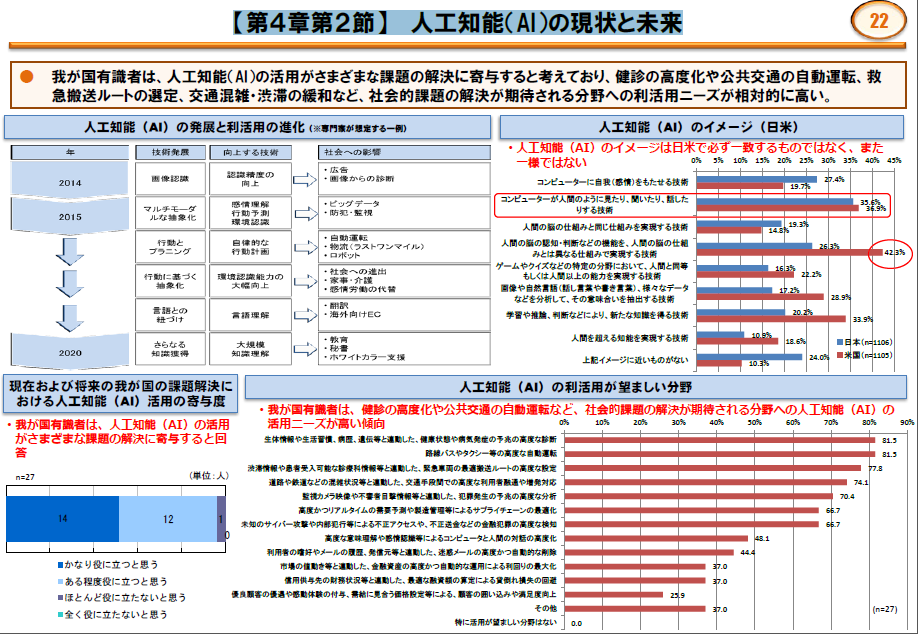 【第4章第2節】　人工知能(AI)の現状と未来
22
● 我が国有識者は、人工知能(AI)の活用がさまざまな課題の解決に寄与すると考えており、健診の高度化や公共交通の自動運転、救
急搬送ルートの選定、交通混雑・渋滞の緩和など、社会的課題の解決が期待される分野への利活用ニーズが相対的に高い。
人工知能（AI）の発展と利活用の進化（※専門家が想定する一例）
年 技術発展 向上する技術 社会への影響
2014
画像認識
認識精度の
向上
・広告
・画像からの診断
2015
マルチモーダ
ルな抽象化
感情理解
行動予測
環境認識
・ビッグデータ
・防犯・監視
行動と
プランニング
自律的な
行動計画
・自動運転
・物流（ラストワンマイル）
・ロボット
行動に基づく
抽象化
環境認識能力の
大幅向上
・社会への進出
・家事・介護
・感情労働の代替
言語との
紐づけ
言語理解
・翻訳
・海外向けEC
2020
さらなる
知識獲得
大規模
知識理解
・教育
・秘書
・ホワイトカラー支援
人工知能（AI）のイメージ（日米）
・人工知能（AI）のイメージは日米で必ず一致するものではなく、また
一様ではない
0% 5% 10% 15% 20% 25% 30% 35% 40% 45%
コンピューターに自我（感情）をもたせる技術 27.4% 19.7%
コンピューターが人間のように見たり、聞いたり、話した
りする技術 35.6% 36.9%
人間の脳の仕組みと同じ仕組みを実現する技術 19.3% 14.8%
人間の脳の認知・判断などの機能を、人間の脳の仕組
みとは異なる仕組みで実現する技術 26.3% 42.3%
ゲームやクイズなどの特定の分野において、人間と同等
もしくは人間以上の能力を実現する技術 16.3% 22.2%
画像や自然言語（話し言葉や書き言葉）、様々なデータ
などを分析して、その意味合いを抽出する技術 17.2% 28.9%
学習や推論、判断などにより、新たな知識を得る技術 20.2% 33.9%
人間を超える知能を実現する技術 10.9% 18.6%
上記イメージに近いものがない 24.0% 10.3%
日本（n=1106）
米国（n=1105）
現在および将来の我が国の課題解決に
おける人工知能（AI）活用の寄与度
・我が国有識者は、人工知能（AI）の活用
がさまざまな課題の解決に寄与すると回
答
n=27 （単位：人）
14 12 1 0
かなり役に立つと思う
ある程度役に立つと思う
ほとんど役に立たないと思う
全く役に立たないと思う
人工知能（AI）の利活用が望ましい分野
・我が国有識者は、健診の高度化や公共交通の自動運転など、社会的課題の解決が期待される分野への人工知能（AI）の
活用ニーズが高い傾向
0% 10% 20% 30% 40% 50% 60% 70% 80% 90%
生体情報や生活習慣、病歴、遺伝等と連動した、健康状態や病気発症の予兆の高度な診断 81.5
路線バスやタクシー等の高度な自動運転 81.5
渋滞情報や患者受入可能な診療科情報等と連動した、緊急車両の最適搬送ルートの高度な設定 77.8
道路や鉄道などの混雑状況等と連動した、交通手段間での高度な利用者融通や増発対応 74.1
監視カメラ映像や不審者目撃情報等と連動した、犯罪発生の予兆の高度な分析 70.4
高度かつリアルタイムの需要予測や製造管理等によるサプライチェーンの最適化 66.7
未知のサイバー攻撃や内部犯行等による不正アクセスや、不正送金などの金融犯罪の高度な検知 66.7
高度な意味理解や感情認識等によるコンピュータと人間の対話の高度化 48.1
利用者の嗜好やメールの履歴、発信元等と連動した、迷惑メールの高度かつ自動的な削除 44.4
市場の値動き等と連動した、金融資産の高度かつ自動的な運用による利回りの最大化 37.0
信用供与先の財務状況等と連動した、最適な融資額の算定による貸倒れ損失の回避 37.0
優良顧客の優遇や感動体験の付与、需給に見合う価格設定等による、顧客の囲い込みや満足度向上 25.9
その他 37.0
特に活用が望ましい分野はない 0.0
(n=27)